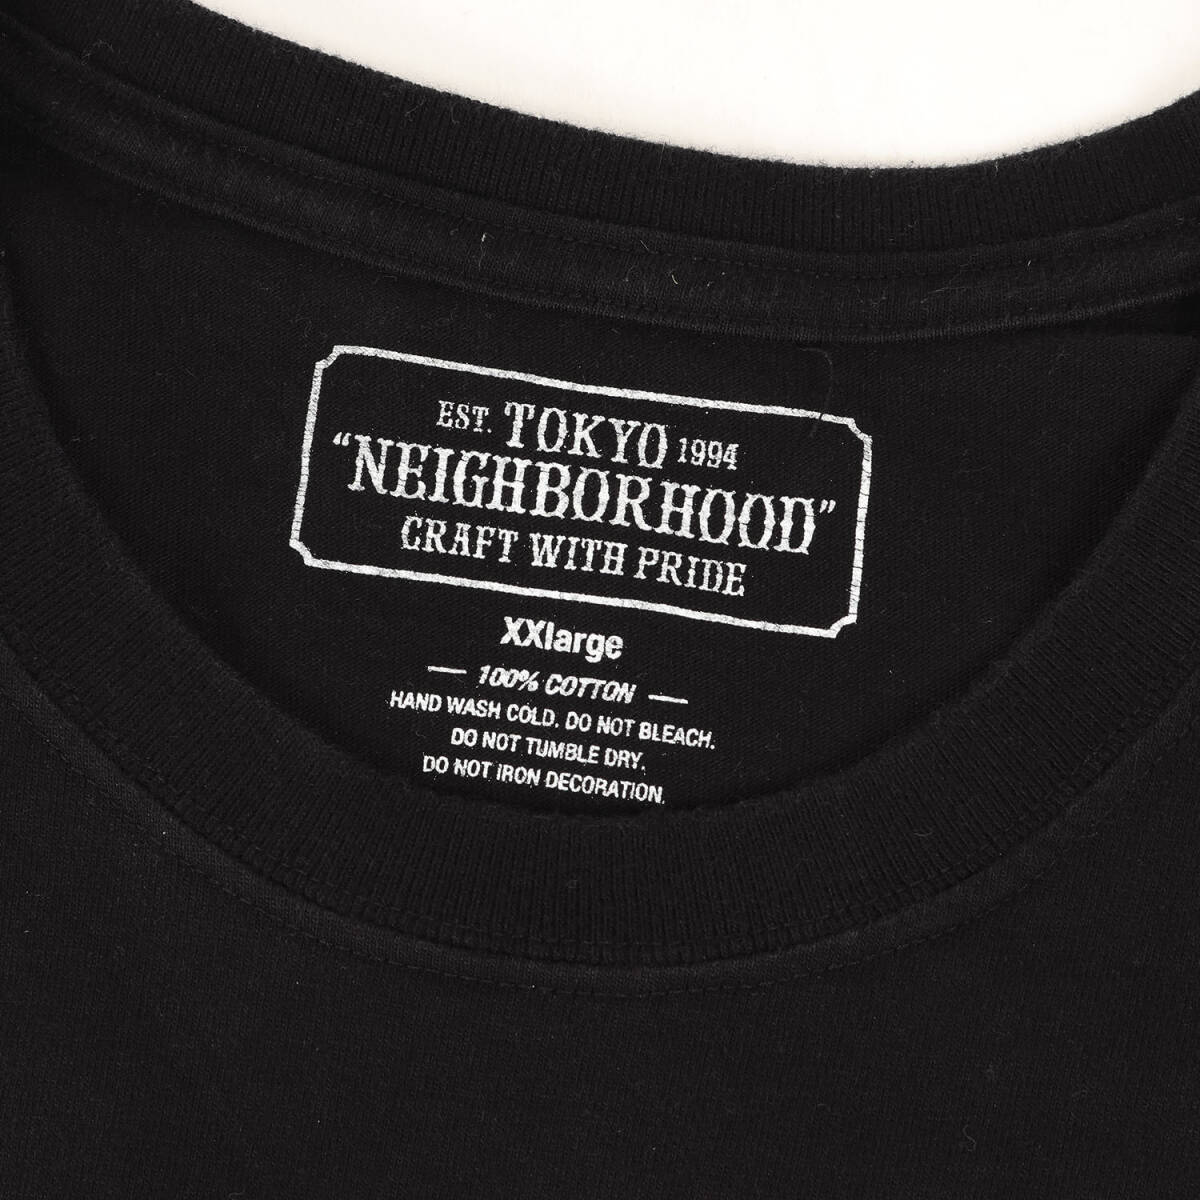 EST. TOKYO 1994
“NEIGHBORHOOD”
CRAFT WITH PRIDE
XXlarge
— 100% COTTON —
HAND WASH COLD. DO NOT BLEACH.
DO NOT TUMBLE DRY.
DO NOT IRON DECORATION.